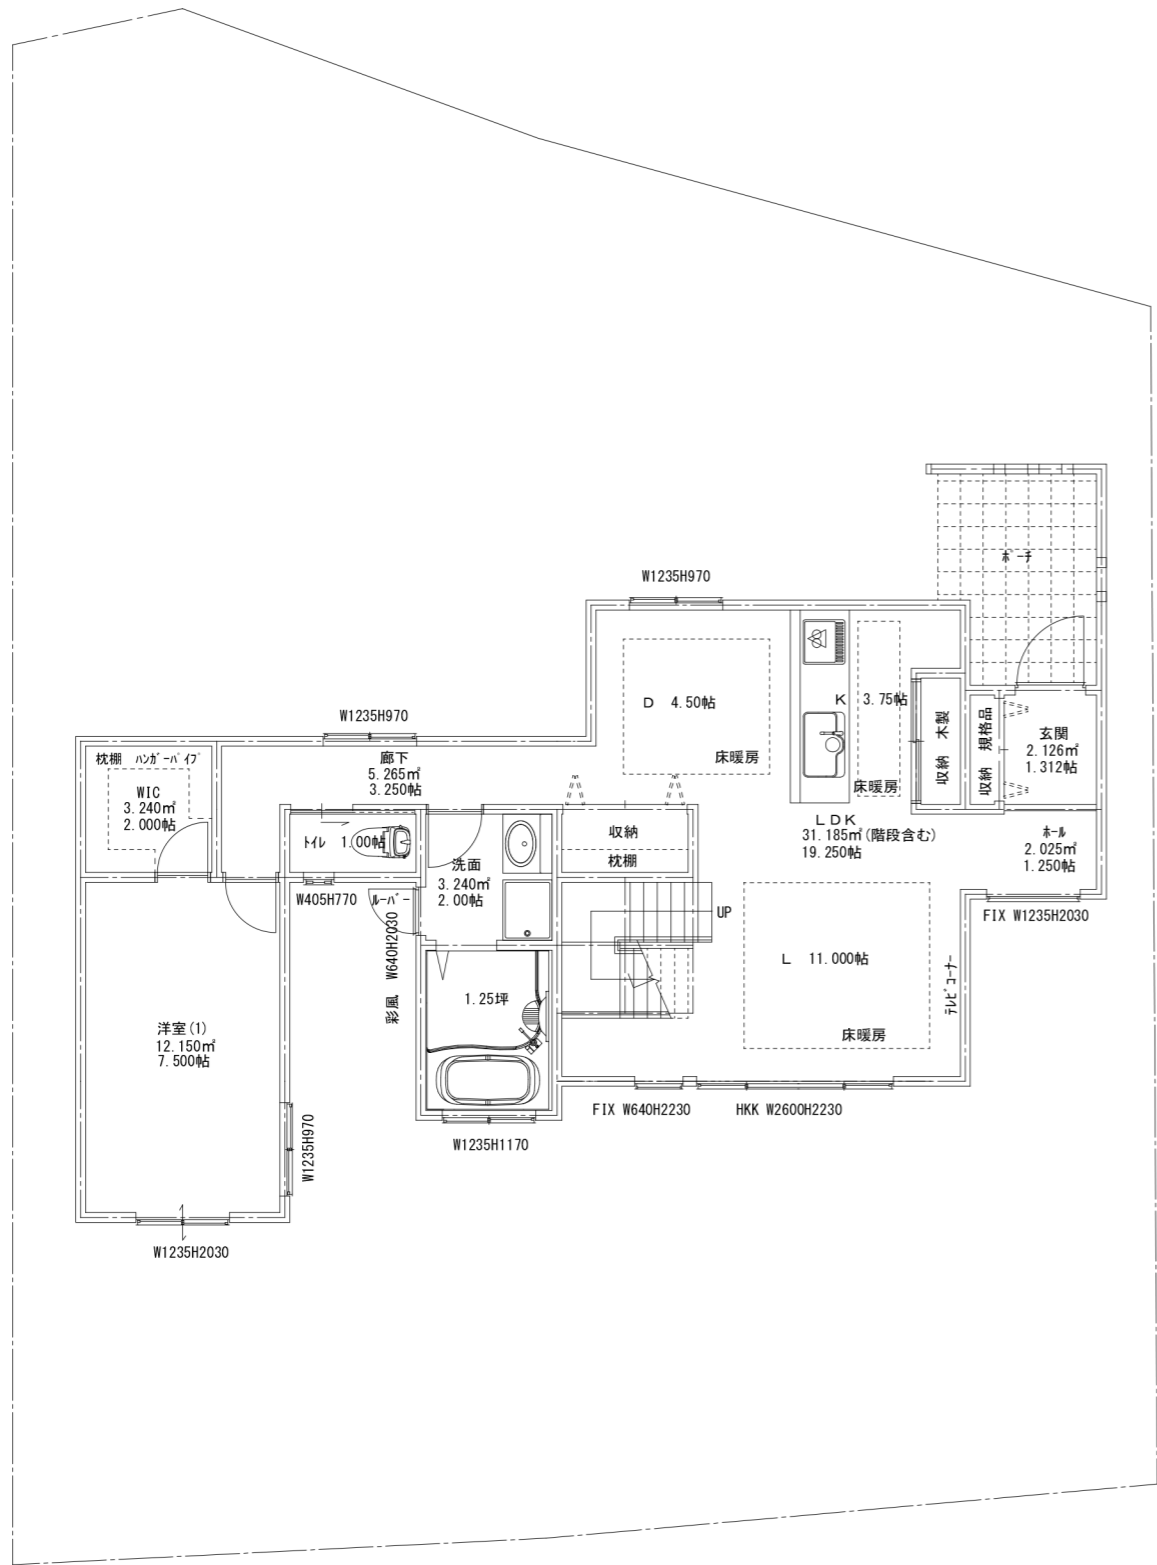 ポーチ
W1235H970
D 4.50帖
床暖房
K 3.75帖
床暖房
収納 木製
収納 規格品
玄関
2.126㎡
1.312帖
W1235H970
廊下
5.265㎡
3.250帖
枕棚 ハンガーパイプ
WIC
3.240㎡
2.000帖
トイレ 1.00帖
洗面
3.240㎡
2.00帖
収納
枕棚
LDK
31.185㎡(階段含む)
19.250帖
ホール
2.025㎡
1.250帖
W405H770
ルーバー
彩風 W640H2030
UP
FIX W1235H2030
L 11.000帖
テレビコーナー
床暖房
1.25坪
洋室(1)
12.150㎡
7.500帖
FIX W640H2230
HKK W2600H2230
W1235H1170
W1235H970
W1235H2030